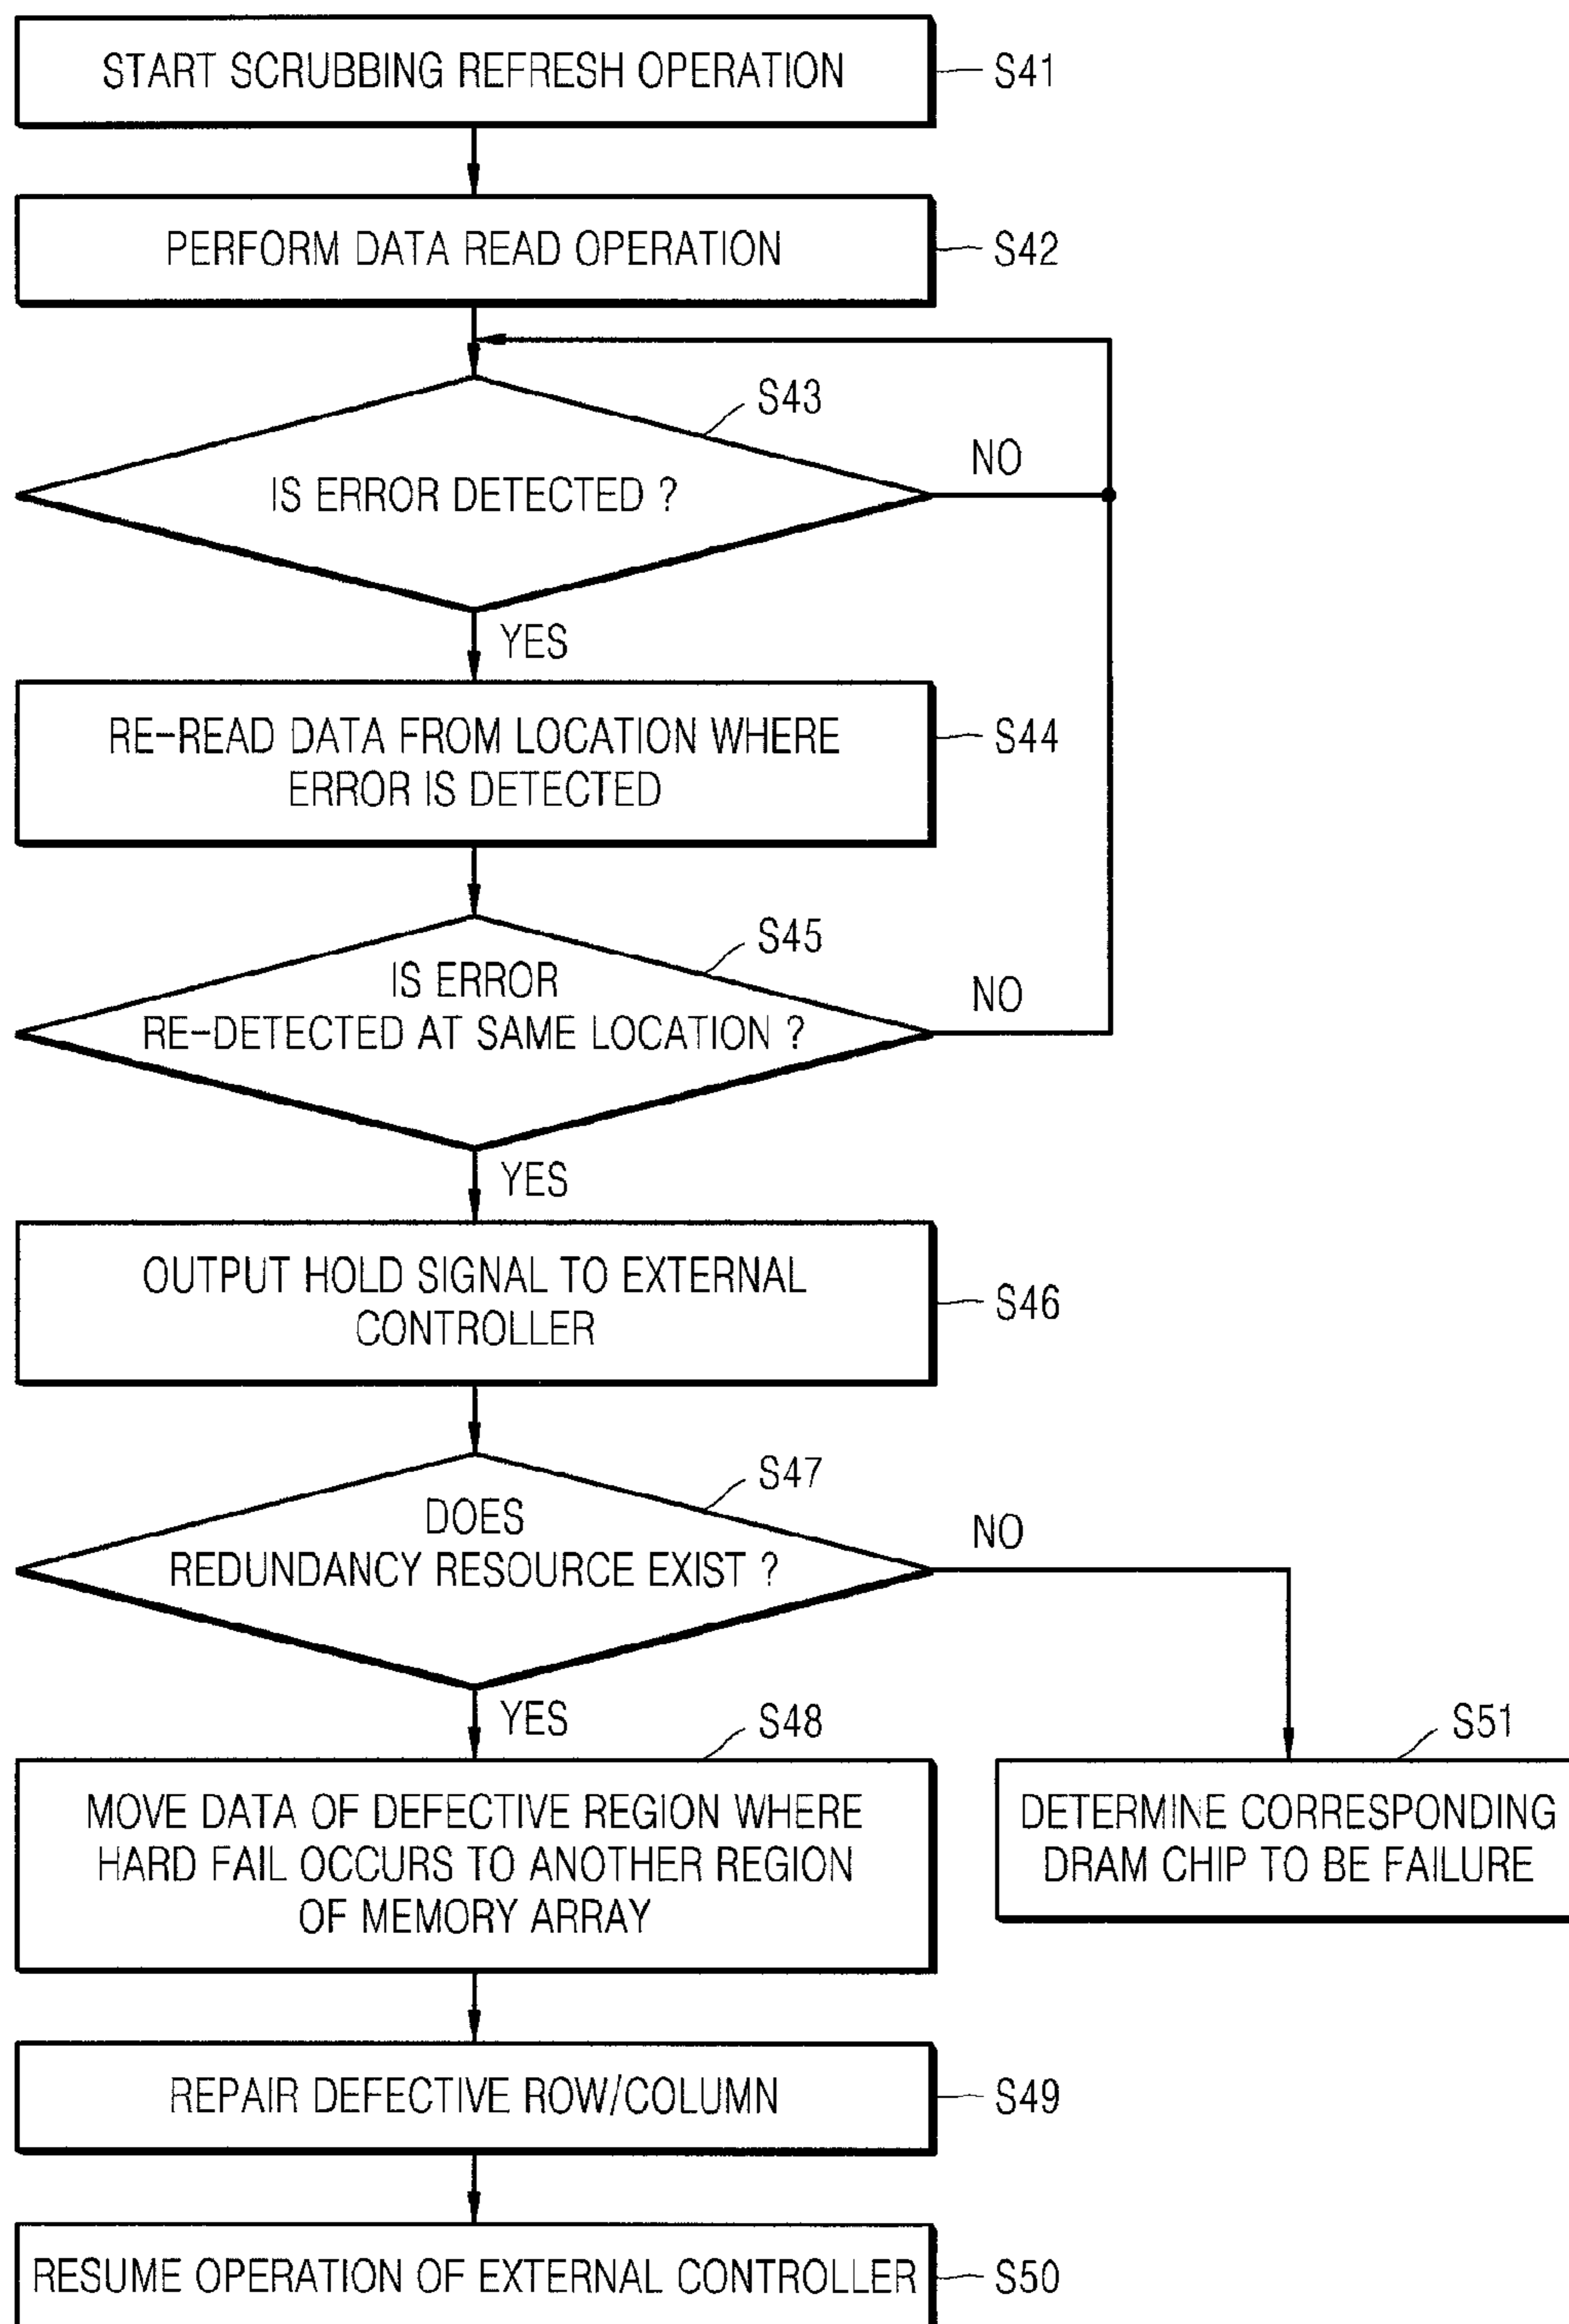 START SCRUBBING REFRESH OPERATION
S41
PERFORM DATA READ OPERATION
S42
S43
IS ERROR DETECTED ?
NO
YES
RE-READ DATA FROM LOCATION WHERE
ERROR IS DETECTED
S44
S45
IS ERROR
RE-DETECTED AT SAME LOCATION ?
NO
YES
OUTPUT HOLD SIGNAL TO EXTERNAL
CONTROLLER
S46
S47
DOES
REDUNDANCY RESOURCE EXIST ?
NO
YES
S48
MOVE DATA OF DEFECTIVE REGION WHERE
HARD FAIL OCCURS TO ANOTHER REGION
OF MEMORY ARRAY
S51
DETERMINE CORRESPONDING
DRAM CHIP TO BE FAILURE
REPAIR DEFECTIVE ROW/COLUMN
S49
RESUME OPERATION OF EXTERNAL CONTROLLER
S50